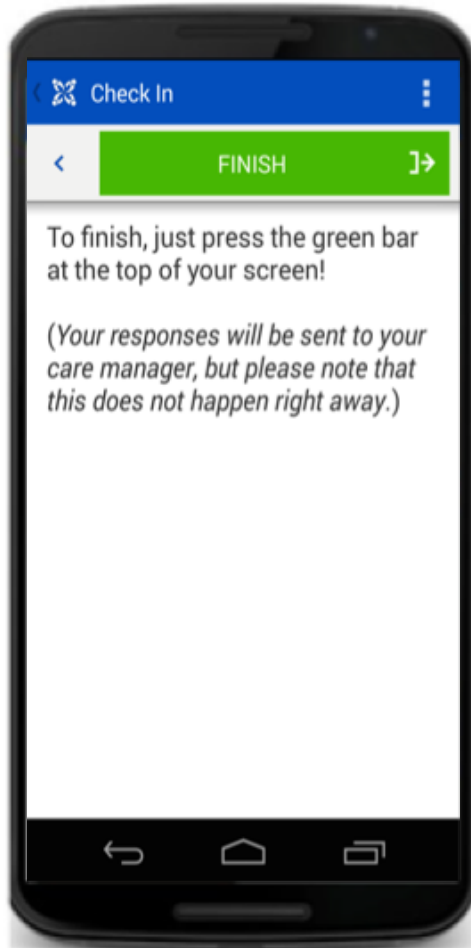 Check In
FINISH
To finish, just press the green bar
at the top of your screen!
(Your responses will be sent to your
care manager, but please note that
this does not happen right away.)